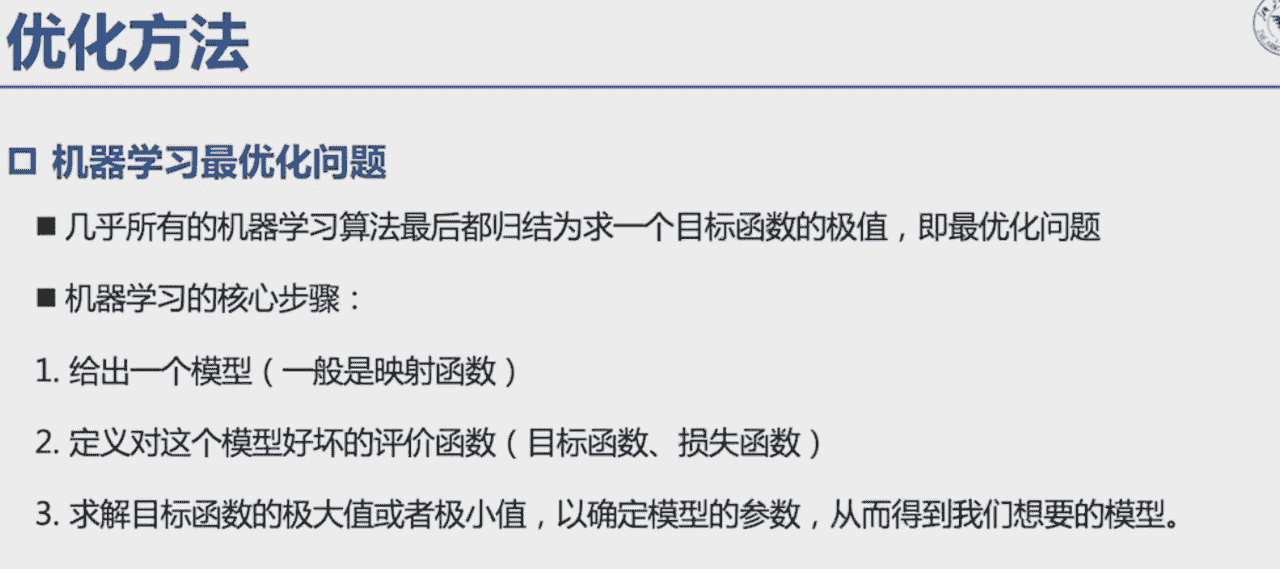 优化方法
机器学习最优化问题
几乎所有的机器学习算法最后都归结为求一个目标函数的极值，即最优化问题
机器学习的核心步骤：
1. 给出一个模型（一般是映射函数）
2. 定义对这个模型好坏的评价函数（目标函数、损失函数）
3. 求解目标函数的极大值或者极小值，以确定模型的参数，从而得到我们想要的模型。